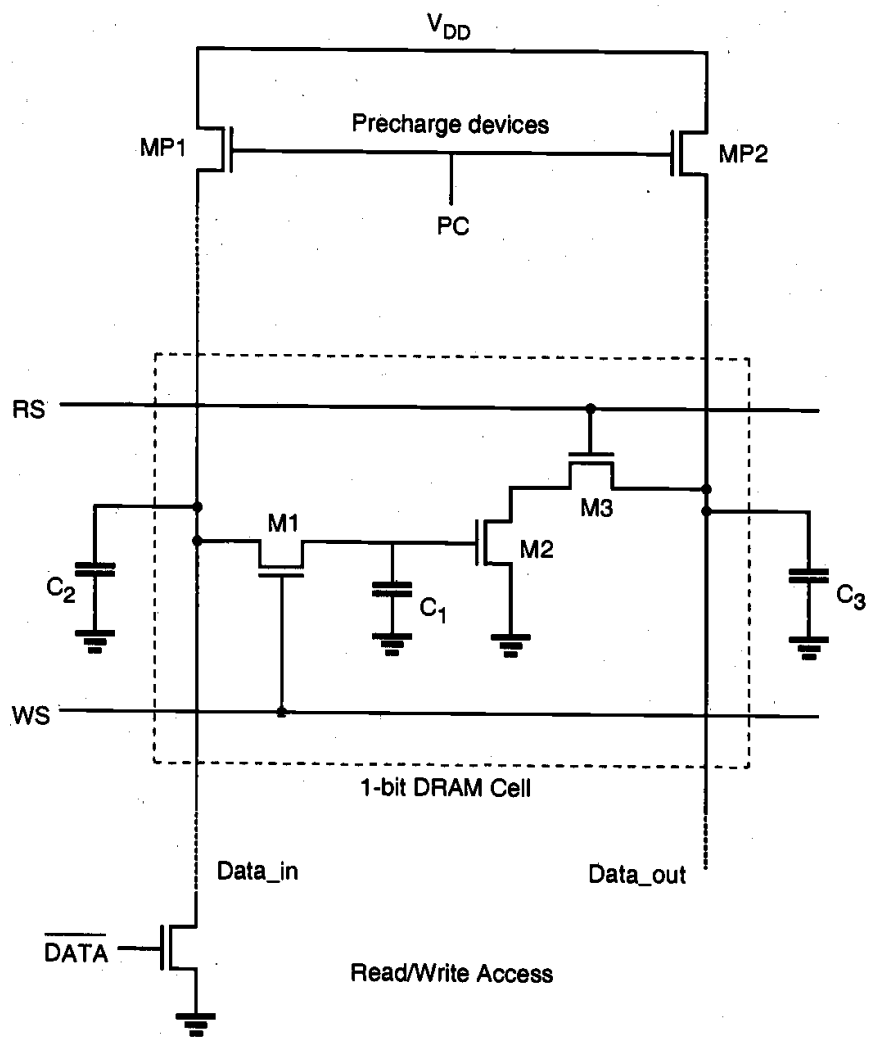 V_DD
Precharge devices
MP1
MP2
PC
RS
M3
M1
M2
C_2
C_1
C_3
WS
1-bit DRAM Cell
Data_in
Data_out
D̅A̅T̅A̅
Read/Write Access